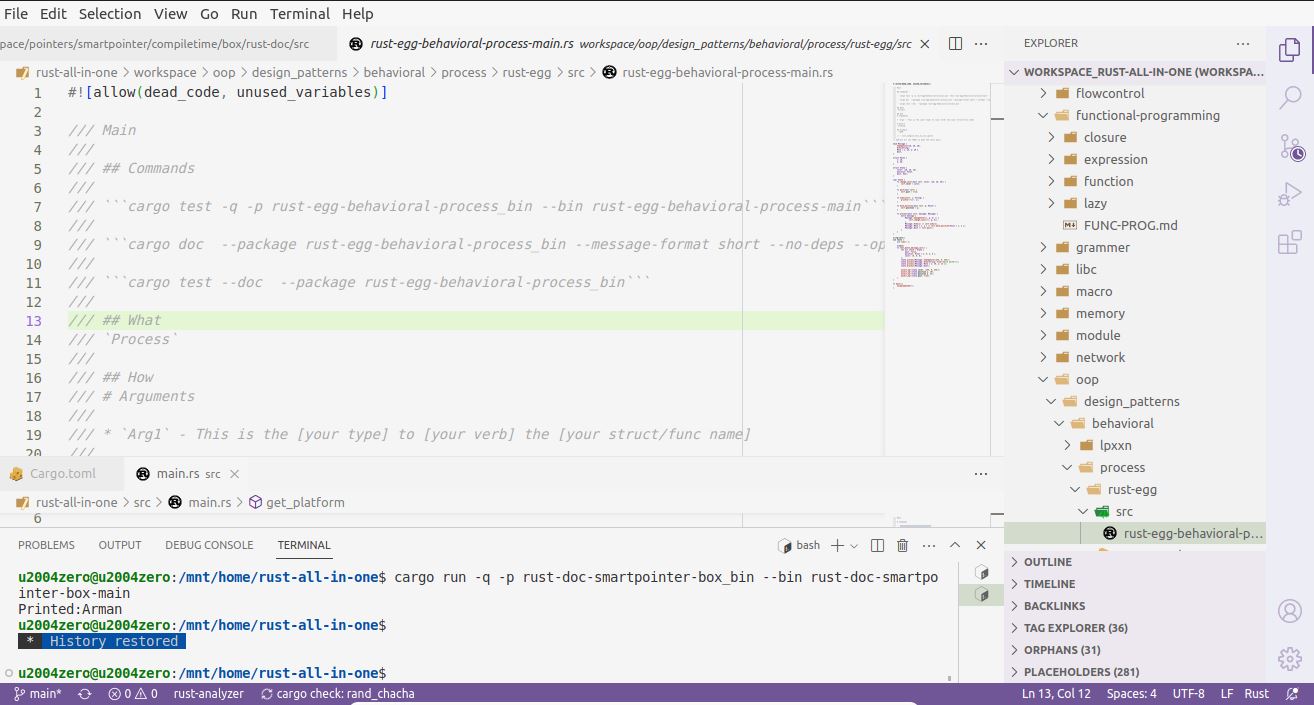 File Edit Selection View Go Run Terminal Help
pace/pointers/smartpointer/compiletime/box/rust-doc/src
rust-egg-behavioral-process-main.rs workspace/oop/design_patterns/behavioral/process/rust-egg/src
rust-all-in-one > workspace > oop > design_patterns > behavioral > process > rust-egg > src > rust-egg-behavioral-process-main.rs
1 #![allow(dead_code, unused_variables)]
2
3 /// Main
4 ///
5 /// ## Commands
6 ///
7 /// ```cargo test -q -p rust-egg-behavioral-process_bin --bin rust-egg-behavioral-process-main```
8 ///
9 /// ```cargo doc  --package rust-egg-behavioral-process_bin --message-format short --no-deps --op
10 ///
11 /// ```cargo test --doc  --package rust-egg-behavioral-process_bin```
12 ///
13 /// ## What
14 /// `Process`
15 ///
16 /// ## How
17 /// # Arguments
18 ///
19 /// * `Arg1` - This is the [your type] to [your verb] the [your struct/func name]
20 ///
Cargo.toml
main.rs src
rust-all-in-one > src > main.rs > get_platform
6
PROBLEMS OUTPUT DEBUG CONSOLE TERMINAL
bash
u2004zero@u2004zero:/mnt/home/rust-all-in-one$ cargo run -q -p rust-doc-smartpointer-box_bin --bin rust-doc-smartpo
inter-box-main
Printed:Arman
u2004zero@u2004zero:/mnt/home/rust-all-in-one$
* History restored
u2004zero@u2004zero:/mnt/home/rust-all-in-one$
EXPLORER
WORKSPACE_RUST-ALL-IN-ONE (WORKSPA...
flowcontrol
functional-programming
closure
expression
function
lazy
FUNC-PROG.md
grammer
libc
macro
memory
module
network
oop
design_patterns
behavioral
lpxxn
process
rust-egg
src
rust-egg-behavioral-p...
OUTLINE
TIMELINE
BACKLINKS
TAG EXPLORER (36)
ORPHANS (31)
PLACEHOLDERS (281)
main* 0 0 rust-analyzer cargo check: rand_chacha
Ln 13, Col 12 Spaces: 4 UTF-8 LF Rust